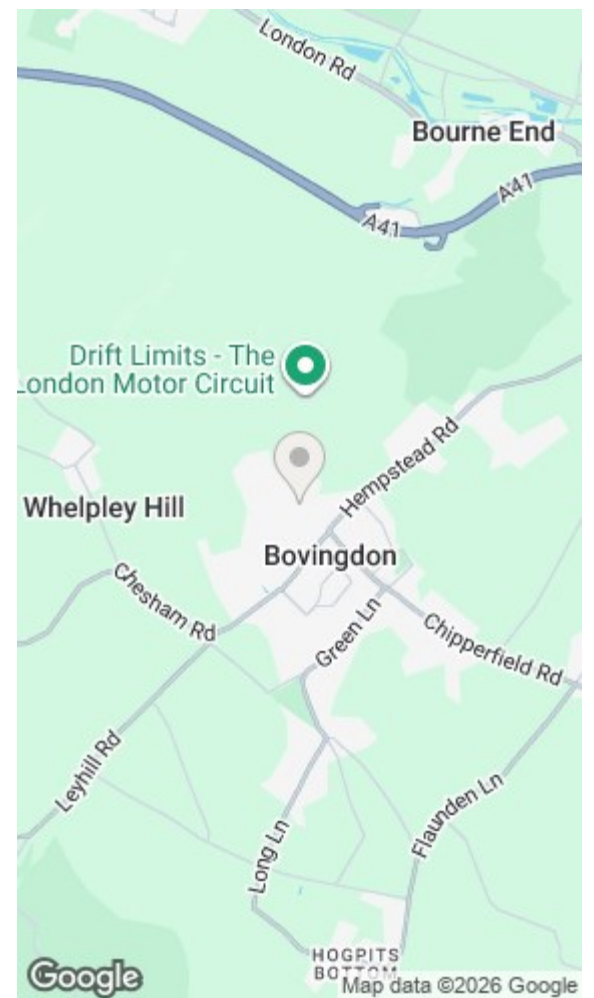 London Rd
Bourne End
A41
A41
Drift Limits - The
London Motor Circuit
Hempstead Rd
Whelpley Hill
Bovingdon
Chesham Rd
Green Ln
Chipperfield Rd
Leyhill Rd
Flaunden Ln
Long Ln
HOGPITS
BOTTOM
Google
Map data ©2026 Google